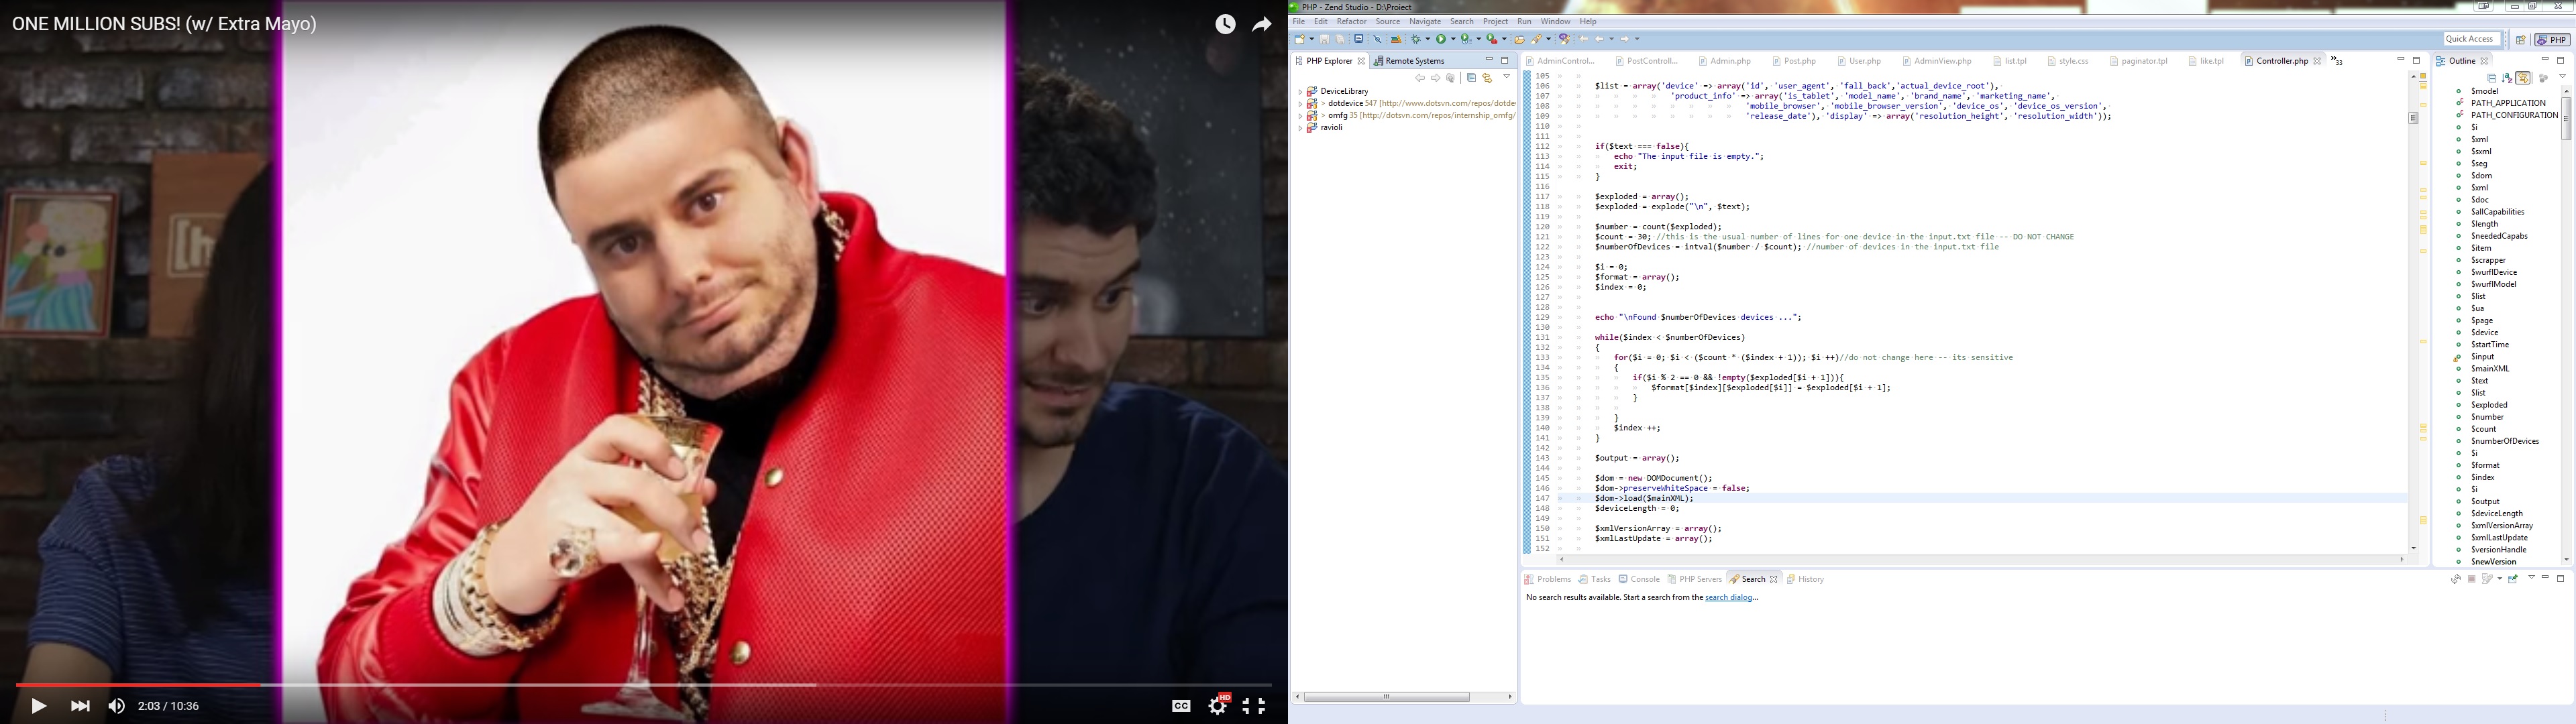 ONE MILLION SUBS! (w/ Extra Mayo)
2:03 / 10:36
CC
HD
PHP - Zend Studio - D:\Project
File Edit Refactor Source Navigate Search Project Run Window Help
Quick Access
PHP
PHP Explorer Remote Systems
DeviceLibrary
> dotdevice 547 [http://www.dotsvn.com/repos/dotde
> omfg 35 [http://dotsvn.com/repos/internship_omfg/
ravioli
AdminControl... PostControll... Admin.php Post.php User.php AdminView.php list.tpl style.css paginator.tpl like.tpl Controller.php »33
105
106 $list = array('device' => array('id', 'user_agent', 'fall_back','actual_device_root'),
107 'product_info' => array('is_tablet', 'model_name', 'brand_name', 'marketing_name',
108 'mobile_browser', 'mobile_browser_version', 'device_os', 'device_os_version',
109 'release_date'), 'display' => array('resolution_height', 'resolution_width'));
110
111
112 if($text === false){
113 echo "The input file is empty.";
114 exit;
115 }
116
117 $exploded = array();
118 $exploded = explode("\n", $text);
119
120 $number = count($exploded);
121 $count = 30; //this is the usual number of lines for one device in the input.txt file -- DO NOT CHANGE
122 $numberOfDevices = intval($number / $count); //number of devices in the input.txt file
123
124 $i = 0;
125 $format = array();
126 $index = 0;
127
128
129 echo "\nFound $numberOfDevices devices ...";
130
131 while($index < $numberOfDevices)
132 {
133 for($i = 0; $i < ($count * ($index + 1)); $i ++)//do not change here -- its sensitive
134 {
135 if($i % 2 == 0 && !empty($exploded[$i + 1])){
136 $format[$index][$exploded[$i]] = $exploded[$i + 1];
137 }
138
139 }
140 $index ++;
141 }
142
143 $output = array();
144
145 $dom = new DOMDocument();
146 $dom->preserveWhiteSpace = false;
147 $dom->load($mainXML);
148 $deviceLength = 0;
149
150 $xmlVersionArray = array();
151 $xmlLastUpdate = array();
152
Outline
$model
PATH_APPLICATION
PATH_CONFIGURATION
$i
$xml
$sxml
$seg
$dom
$xml
$doc
$allCapabilities
$length
$neededCapabs
$item
$scrapper
$wurflDevice
$wurflModel
$list
$ua
$page
$device
$startTime
$input
$mainXML
$text
$list
$exploded
$number
$count
$numberOfDevices
$i
$format
$index
$i
$output
$deviceLength
$xmlVersionArray
$xmlLastUpdate
$versionHandle
$newVersion
Problems Tasks Console PHP Servers Search History
No search results available. Start a search from the search dialog...